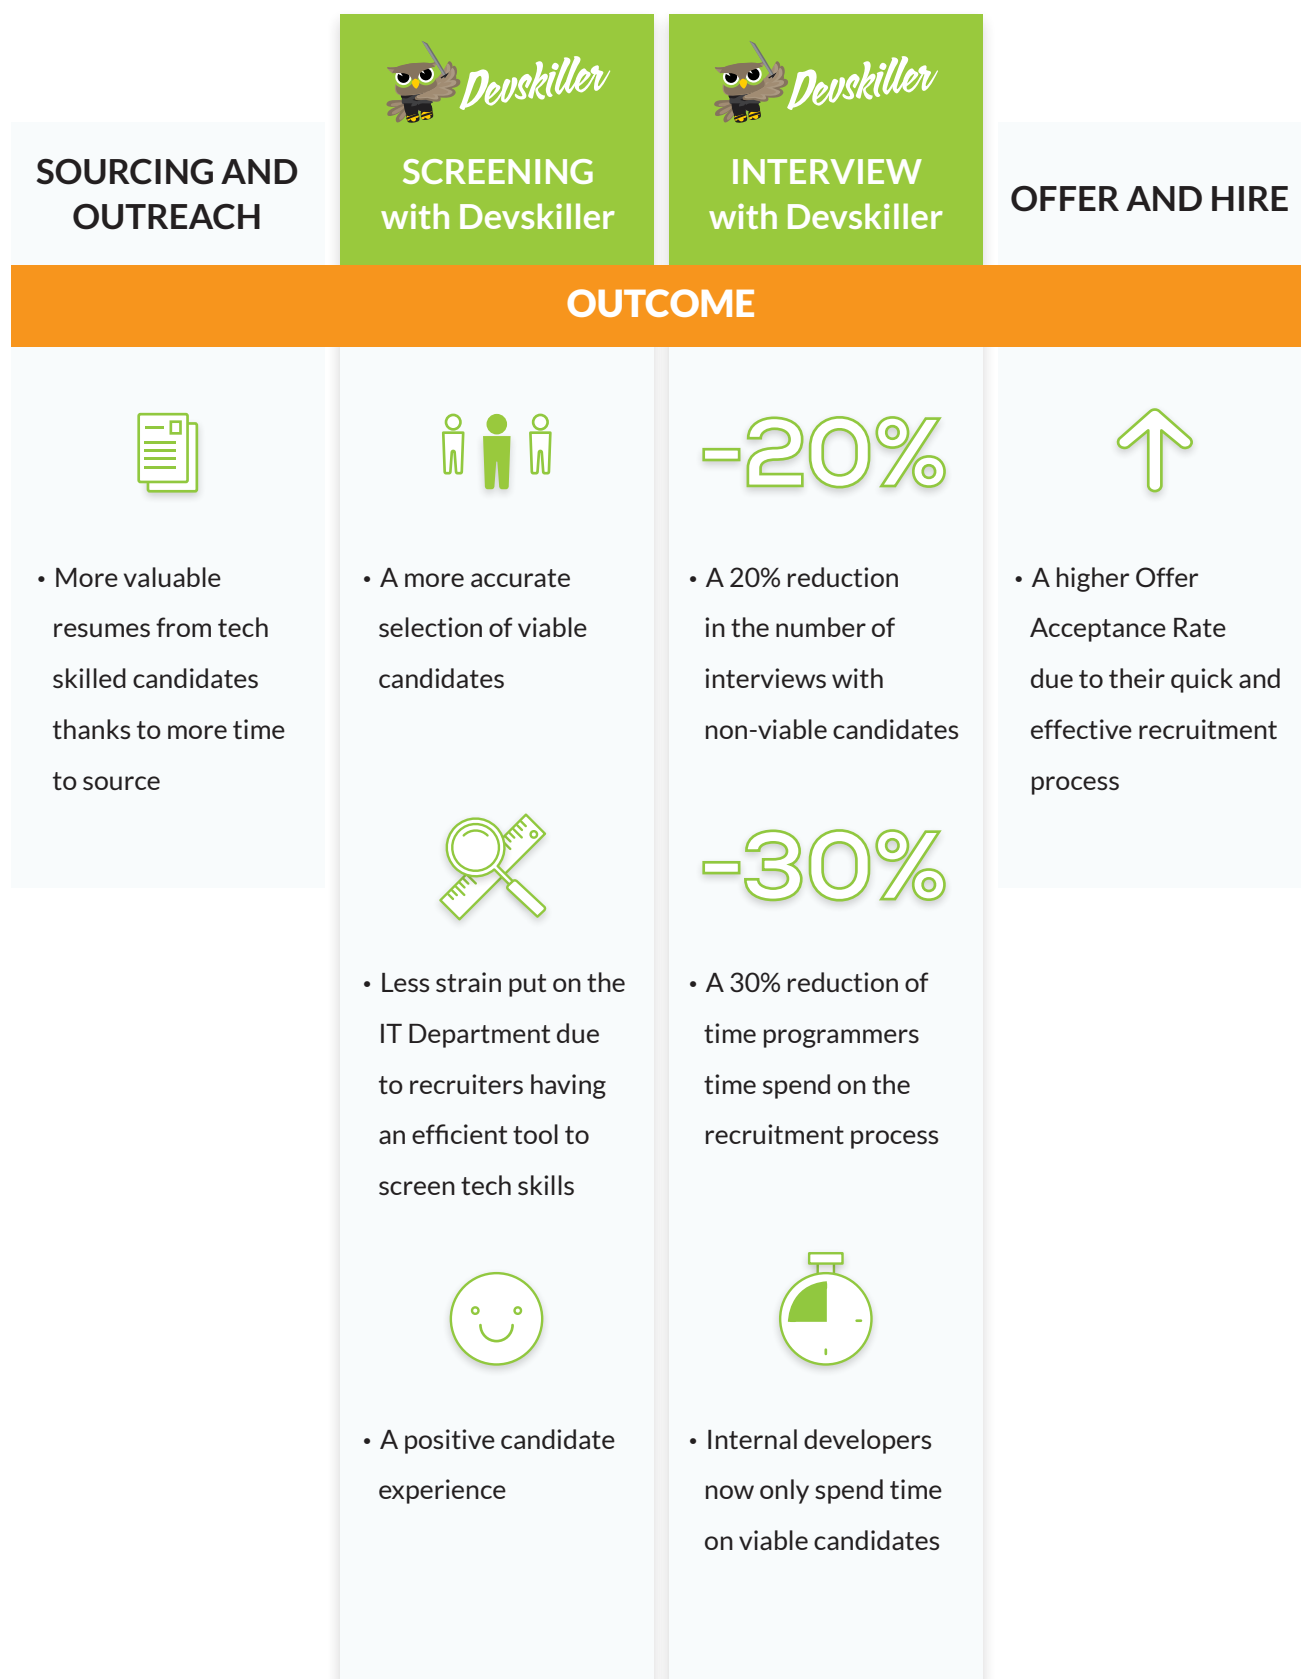 Devskiller
Devskiller
SOURCING AND
OUTREACH
SCREENING
with Devskiller
INTERVIEW
with Devskiller
OFFER AND HIRE
OUTCOME
• More valuable
resumes from tech
skilled candidates
thanks to more time
to source
• A more accurate
selection of viable
candidates
• Less strain put on the
IT Department due
to recruiters having
an efficient tool to
screen tech skills
• A positive candidate
experience
-20%
• A 20% reduction
in the number of
interviews with
non-viable candidates
-30%
• A 30% reduction of
time programmers
time spend on the
recruitment process
• Internal developers
now only spend time
on viable candidates
• A higher Offer
Acceptance Rate
due to their quick and
effective recruitment
process